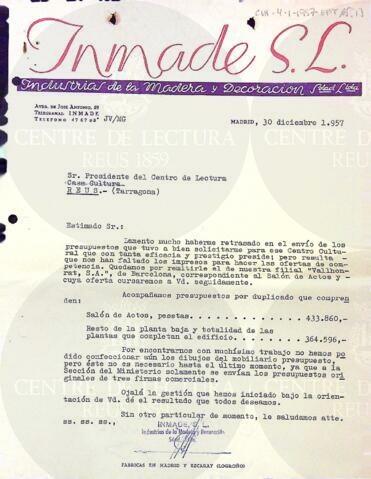 Inmade S.L.
Industrias de la Madera y Decoración Sdad. Ltda.
AVDA. DE JOSE ANTONIO,
TELEGRAMAS: INMADE
TELEFONO JV/MG
MADRID, 30 diciembre 1.957
CENTRE DE LECTURA
REUS 1859
Sr. Presidente del Centro de Lectura
Casa Cultura
R E U S.- (Tarragona)
Estimado Sr.:
Lamento mucho haberme retrasado en el envío de los
presupuestos que tuvo a bien solicitarme para ese Centro Cultu-
ral que con tanta eficacia y prestigio preside; pero resulta -
que nos han faltado los impresos para hacer las ofertas de com-
petencia. Quedamos por remitirle el de nuestra filial "Vallhon-
rat, S.A.", de Barcelona, correspondiente al Salón de Actos y -
cuya oferta cursaremos a Vd. seguidamente.
Acompañamos presupuestos por duplicado que compren
den:
Salón de Actos, pesetas. . . . . . . . . . . . . 433.860,-
Resto de la planta baja y totalidad de las
plantas que completan el edificio. . . . . . . . 364.596,-
Por encontrarnos con muchísimo trabajo no hemos po
dido confeccionar aún los dibujos del mobiliario presupuesto, -
pero éste no es necesario hasta el último momento, ya que a la
Sección del Ministerio solamente se envían los presupuestos ori
ginales de tres firmas comerciales.
Ojalá la gestión que hemos iniciado bajo la orien-
tación de Vd. dé el resultado que todos deseamos.
Sin otro particular de momento, le saludamos atte.
ss. ss. ss.,
INMADE, S. L.
Industrias de la Madera y Decoración
FABRICAS EN MADRID Y EZCARAY (LOGROÑO)